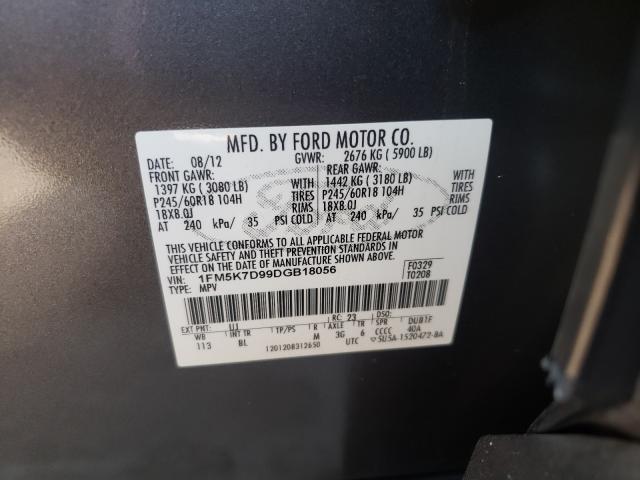 MFD. BY FORD MOTOR CO.
DATE: 08/12 GVWR: 2676 KG ( 5900 LB)
FRONT GAWR: REAR GAWR:
1397 KG ( 3080 LB) WITH 1442 KG ( 3180 LB) WITH
P245/60R18 104H TIRES P245/60R18 104H TIRES
18X8.0J RIMS 18X8.0J RIMS
AT 240 kPa/ 35 PSI COLD AT 240 kPa/ 35 PSI COLD
THIS VEHICLE CONFORMS TO ALL APPLICABLE FEDERAL MOTOR
VEHICLE SAFETY AND THEFT PREVENTION STANDARDS IN EFFECT ON THE DATE
OF MANUFACTURE SHOWN ABOVE.
VIN: 1FM5K7D99DGB18056 F0329
TYPE: MPV T0208
EXT PNT: UJ RC: 23 DSO:
WB INT TR TP/PS R AXLE TR SPR DUB1F
113 BL M 3G 6 CCCC 40A
1201208312650 UTC 5U5A-1520472-BA